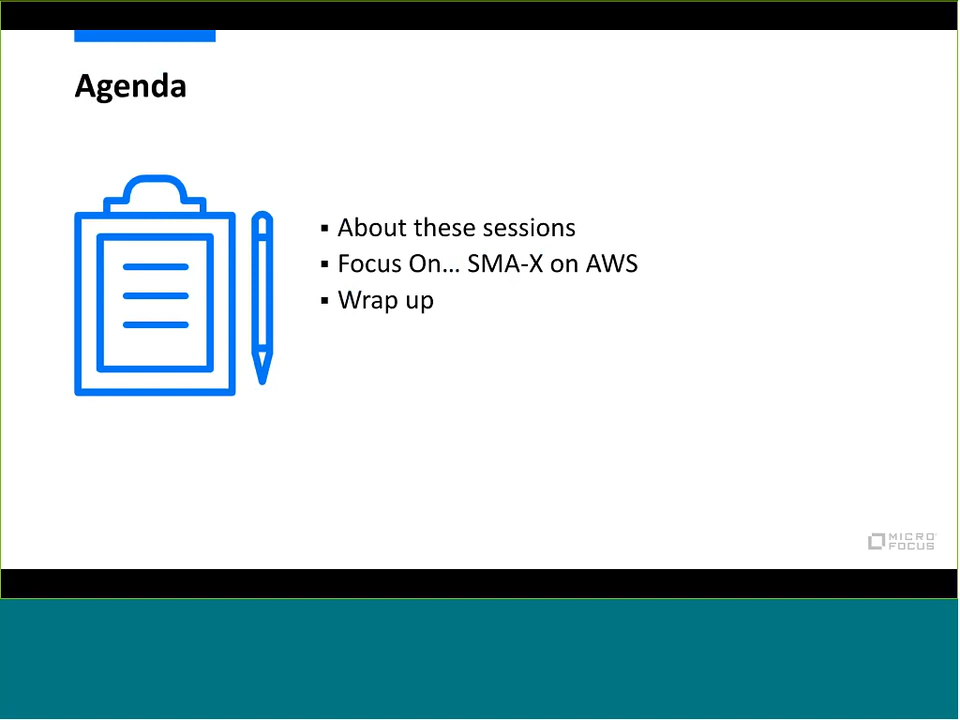 Agenda
▪ About these sessions
▪ Focus On... SMA-X on AWS
▪ Wrap up
MICRO
FOCUS